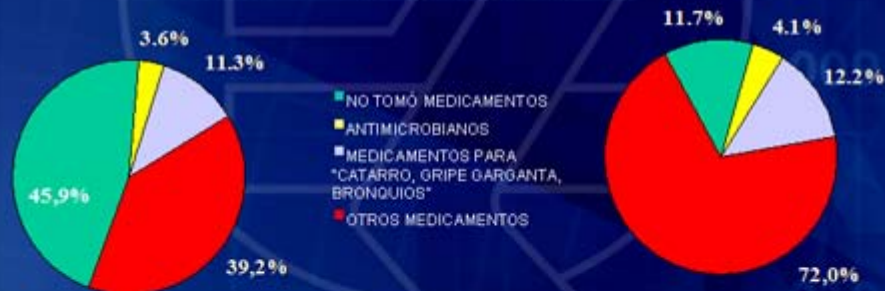 3.6%
11.3%
45,9%
39,2%
NO TOMÓ MEDICAMENTOS
ANTIMICROBIANOS
MEDICAMENTOS PARA
"CATARRO, GRIPE GARGANTA,
BRONQUIOS"
OTROS MEDICAMENTOS
11.7%
4.1%
12.2%
72,0%